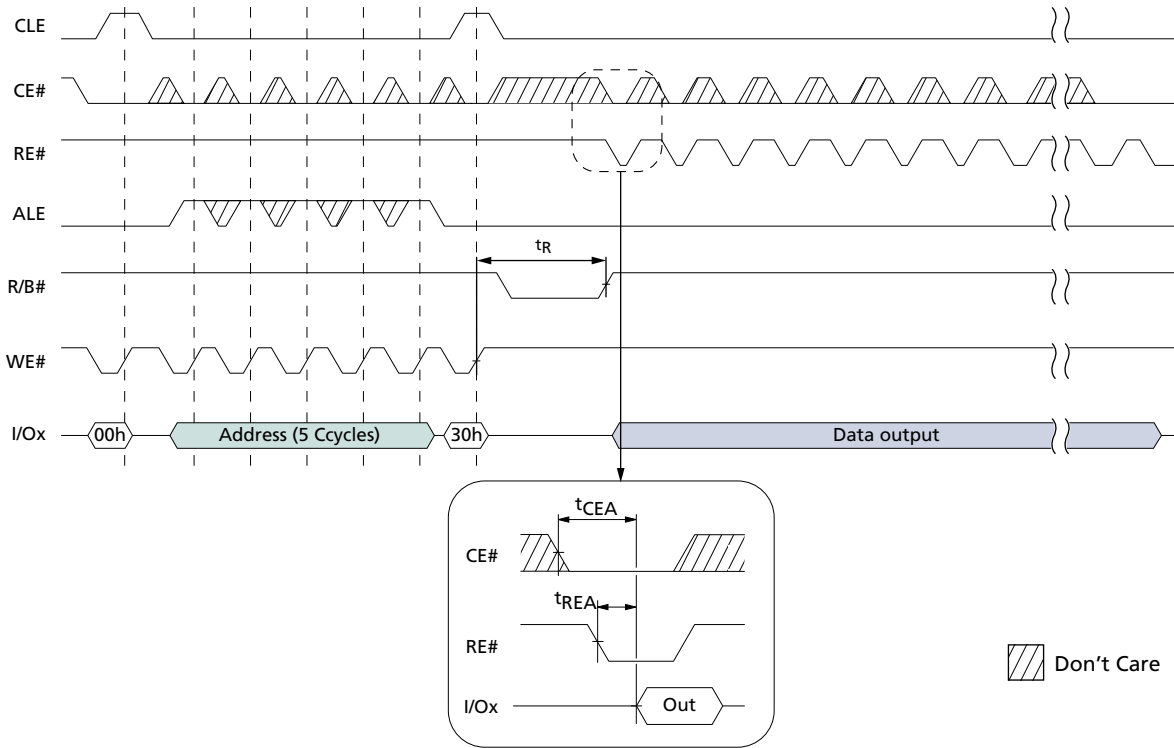 CLE
CE#
RE#
ALE
tR
R/B#
WE#
I/Ox
00h
Address (5 Ccycles)
30h
Data output
tCEA
CE#
tREA
RE#
I/Ox
Out
Don't Care